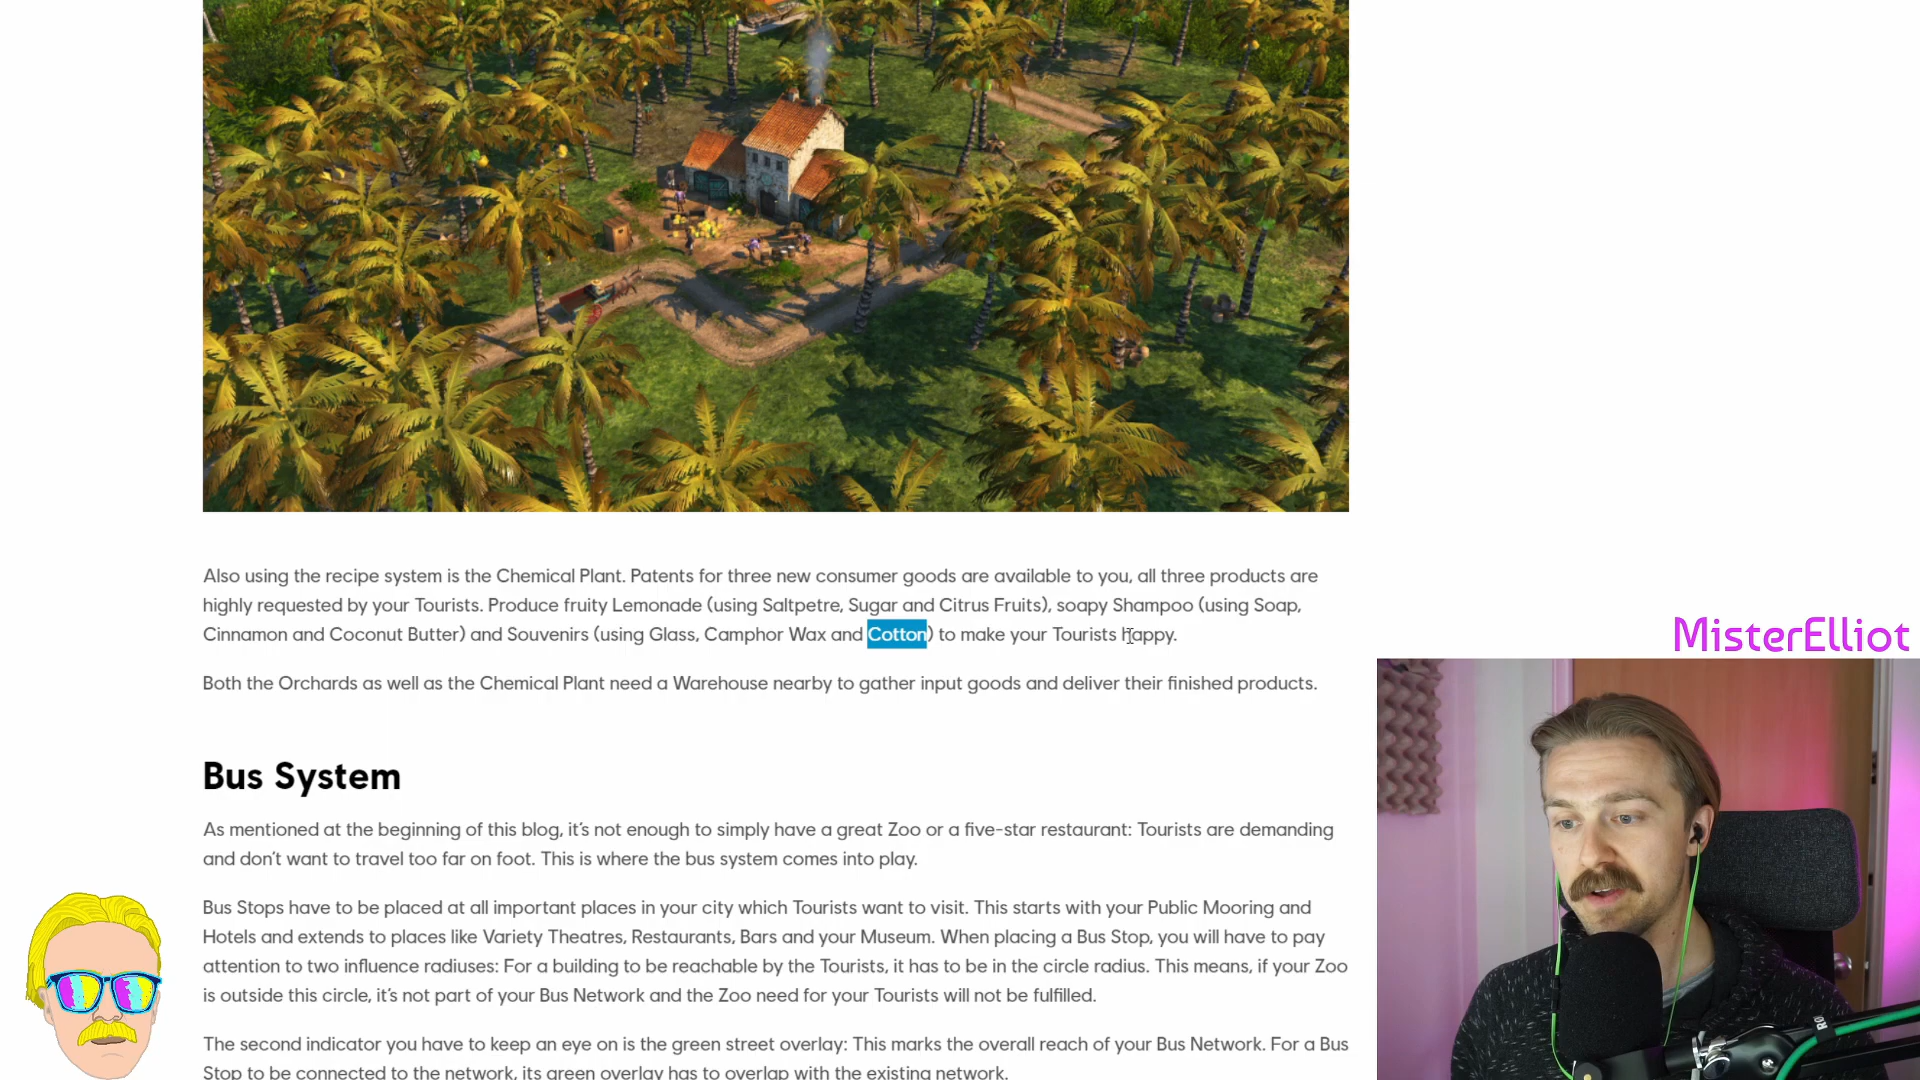 Also using the recipe system is the Chemical Plant. Patents for three new consumer goods are available to you, all three products are
highly requested by your Tourists. Produce fruity Lemonade (using Saltpetre, Sugar and Citrus Fruits), soapy Shampoo (using Soap,
Cinnamon and Coconut Butter) and Souvenirs (using Glass, Camphor Wax and Cotton) to make your Tourists happy.
Both the Orchards as well as the Chemical Plant need a Warehouse nearby to gather input goods and deliver their finished products.
MisterElliot
Bus System
As mentioned at the beginning of this blog, it's not enough to simply have a great Zoo or a five-star restaurant: Tourists are demanding
and don't want to travel too far on foot. This is where the bus system comes into play.
Bus Stops have to be placed at all important places in your city which Tourists want to visit. This starts with your Public Mooring and
Hotels and extends to places like Variety Theatres, Restaurants, Bars and your Museum. When placing a Bus Stop, you will have to pay
attention to two influence radiuses: For a building to be reachable by the Tourists, it has to be in the circle radius. This means, if your Zoo
is outside this circle, it's not part of your Bus Network and the Zoo need for your Tourists will not be fulfilled.
The second indicator you have to keep an eye on is the green street overlay: This marks the overall reach of your Bus Network. For a Bus
Stop to be connected to the network, its green overlay has to overlap with the existing network.